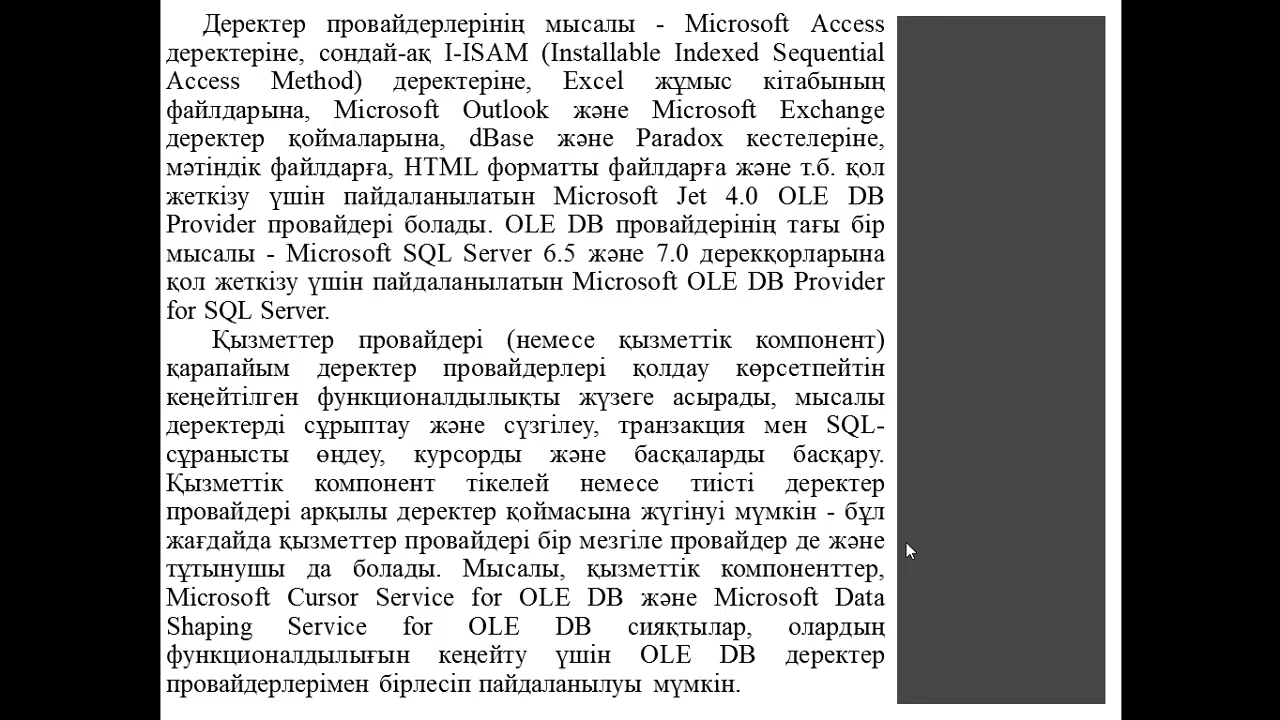 Деректер провайдерлерінің мысалы - Microsoft Access
деректеріне, сондай-ақ I-ISAM (Installable Indexed Sequential
Access Method) деректеріне, Excel жұмыс кітабының
файлдарына, Microsoft Outlook және Microsoft Exchange
деректер қоймаларына, dBase және Paradox кестелеріне,
мәтіндік файлдарға, HTML форматты файлдарға және т.б. қол
жеткізу үшін пайдаланылатын Microsoft Jet 4.0 OLE DB
Provider провайдері болады. OLE DB провайдерінің тағы бір
мысалы - Microsoft SQL Server 6.5 және 7.0 дерекқорларына
қол жеткізу үшін пайдаланылатын Microsoft OLE DB Provider
for SQL Server.
Қызметтер провайдері (немесе қызметтік компонент)
қарапайым деректер провайдерлері қолдау көрсетпейтін
кеңейтілген функционалдылықты жүзеге асырады, мысалы
деректерді сұрыптау және сүзгілеу, транзакция мен SQL-
сұранысты өңдеу, курсорды және басқаларды басқару.
Қызметтік компонент тікелей немесе тиісті деректер
провайдері арқылы деректер қоймасына жүгінуі мүмкін - бұл
жағдайда қызметтер провайдері бір мезгіле провайдер де және
тұтынушы да болады. Мысалы, қызметтік компоненттер,
Microsoft Cursor Service for OLE DB және Microsoft Data
Shaping Service for OLE DB сияқтылар, олардың
функционалдылығын кеңейту үшін OLE DB деректер
провайдерлерімен бірлесіп пайдаланылуы мүмкін.